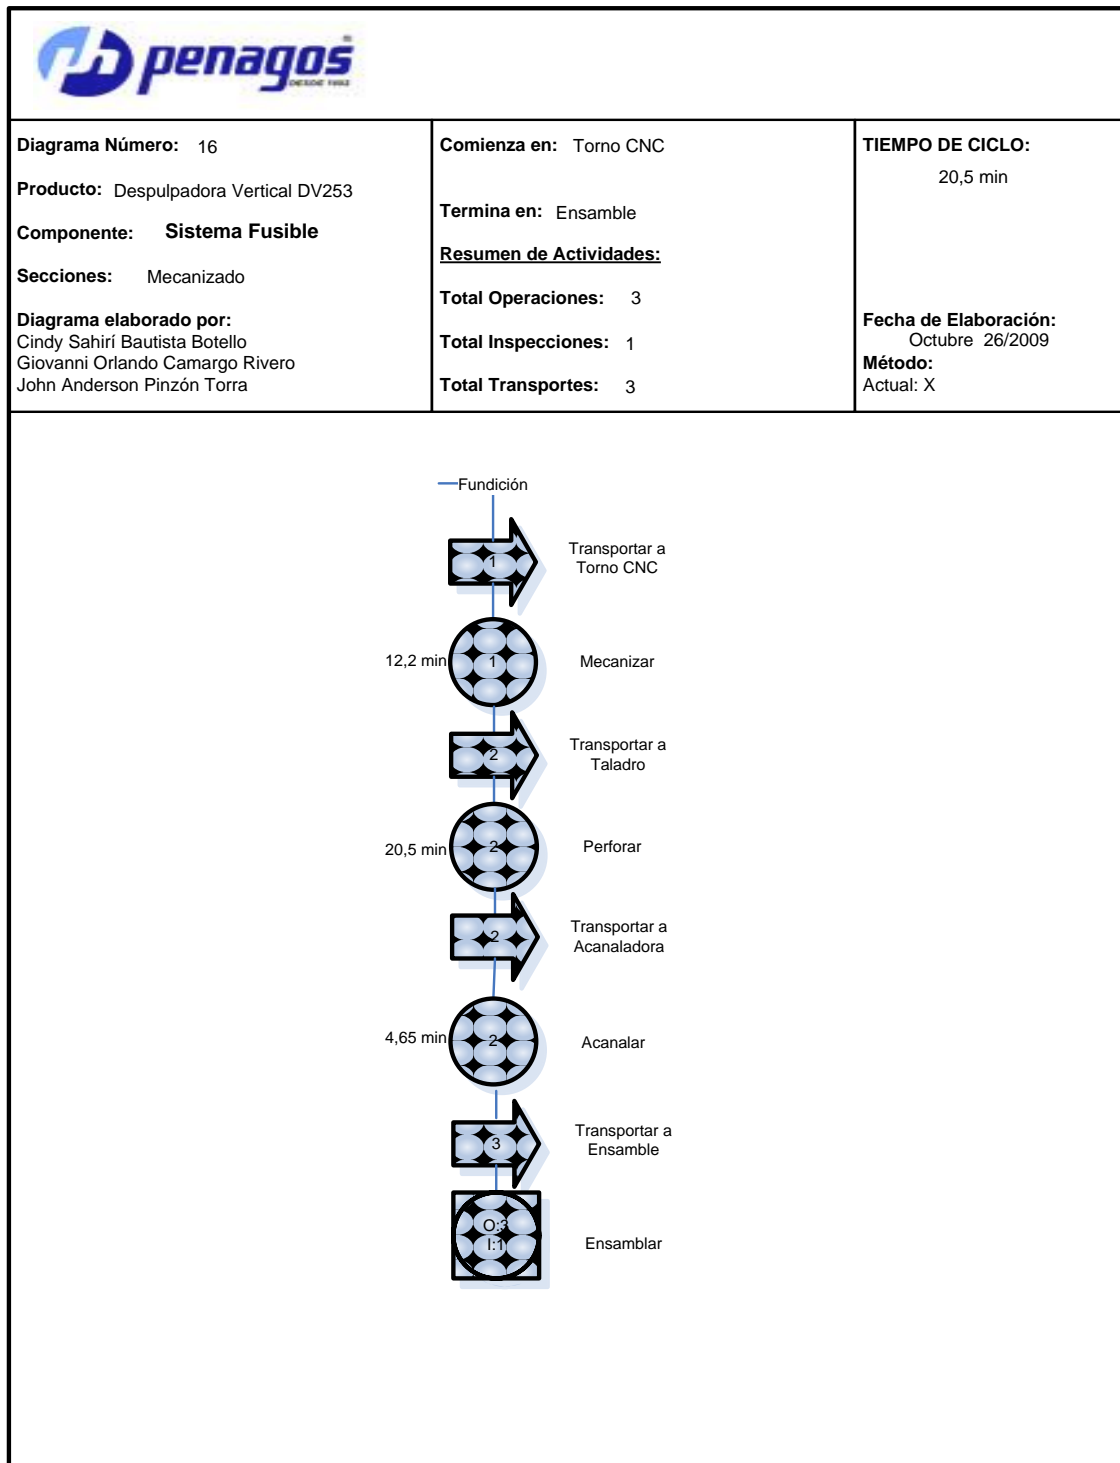 penagos
DESDE 1892
Diagrama Número: 16
Producto: Despulpadora Vertical DV253
Componente: Sistema Fusible
Secciones: Mecanizado
Diagrama elaborado por:
Cindy Sahirí Bautista Botello
Giovanni Orlando Camargo Rivero
John Anderson Pinzón Torra
Comienza en: Torno CNC
Termina en: Ensamble
Resumen de Actividades:
Total Operaciones: 3
Total Inspecciones: 1
Total Transportes: 3
TIEMPO DE CICLO:
20,5 min
Fecha de Elaboración:
Octubre 26/2009
Método:
Actual: X
Fundición
1
Transportar a
Torno CNC
12,2 min
1
Mecanizar
2
Transportar a
Taladro
20,5 min
2
Perforar
2
Transportar a
Acanaladora
4,65 min
2
Acanalar
3
Transportar a
Ensamble
O:3
I:1
Ensamblar